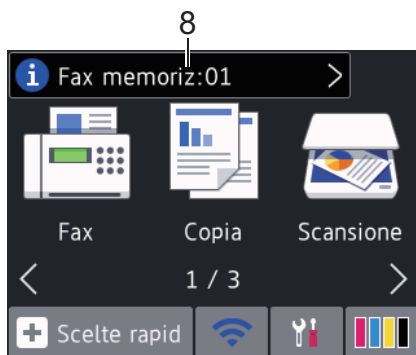 8
Fax memoriz:01
Fax Copia Scansione
1 / 3
Scelte rapid